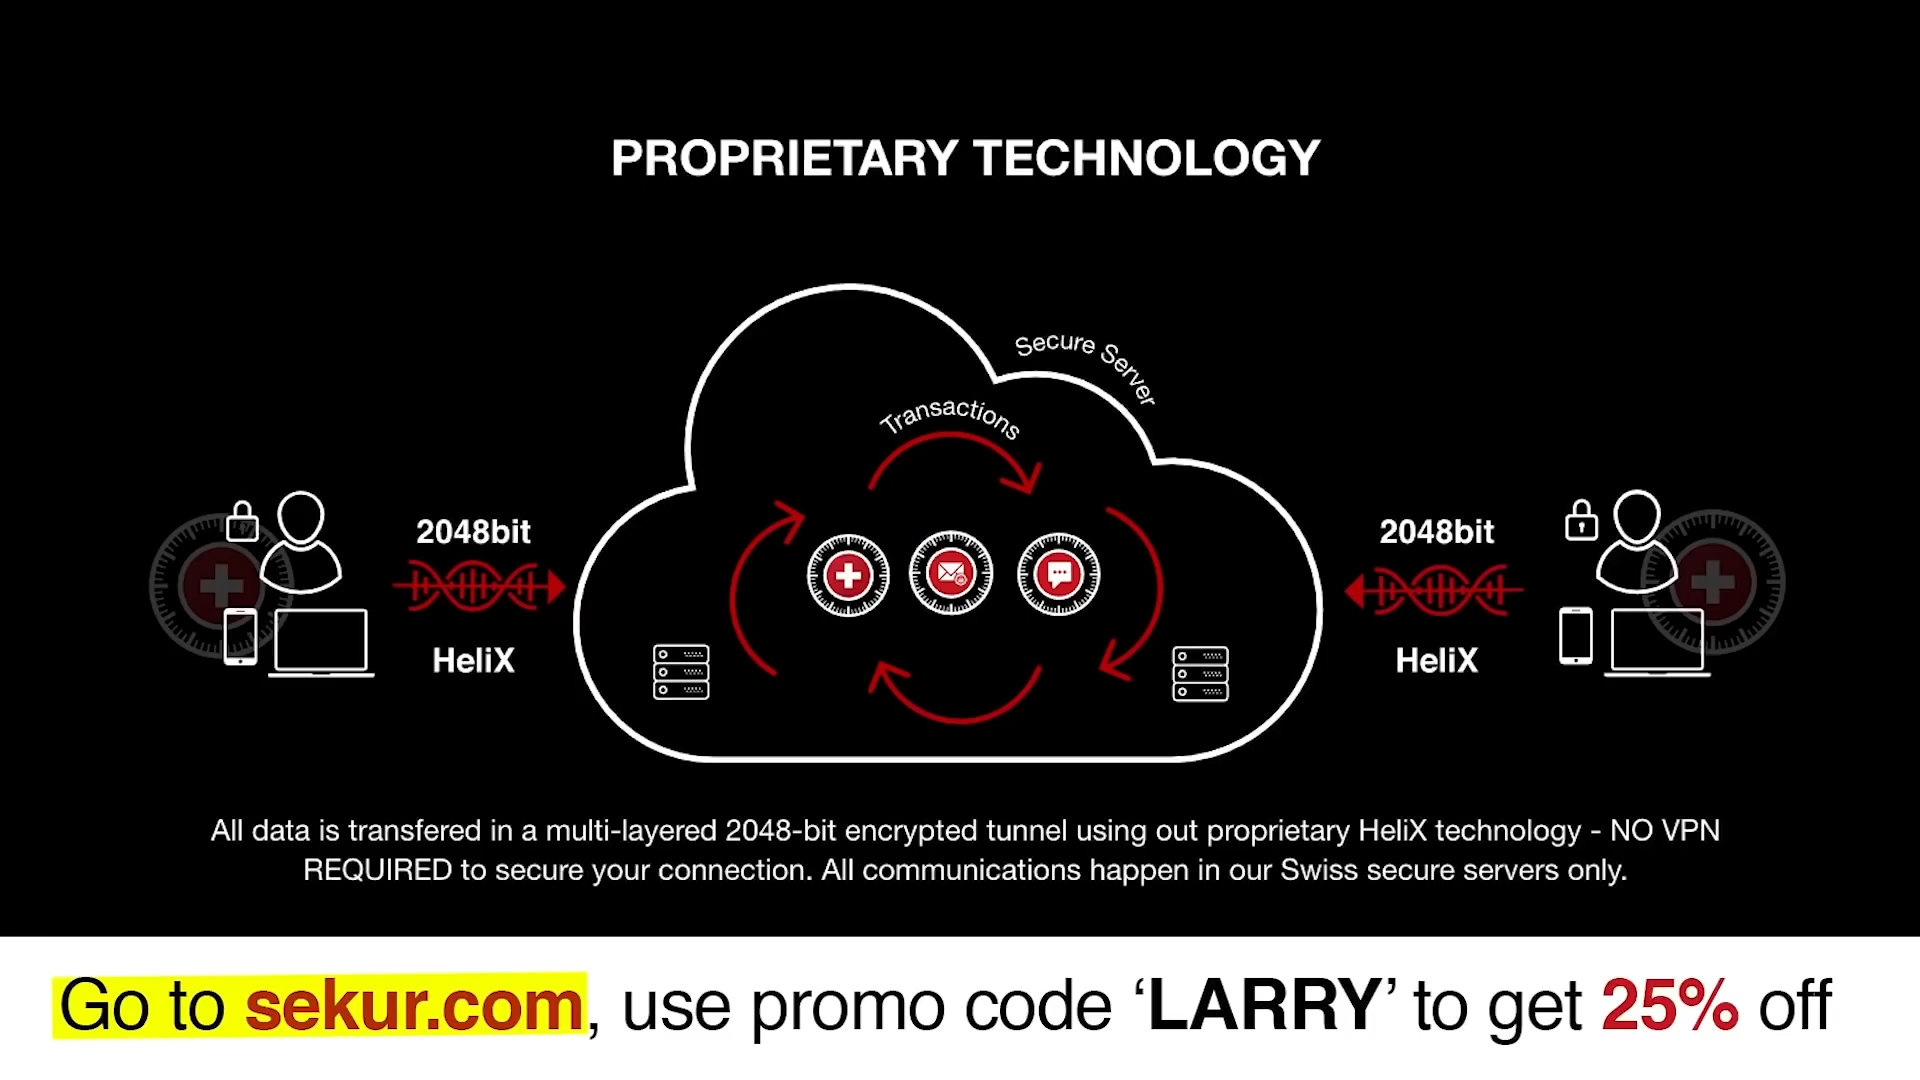 PROPRIETARY TECHNOLOGY
Secure Server
Transactions
2048bit
HeliX
2048bit
HeliX
All data is transfered in a multi-layered 2048-bit encrypted tunnel using out proprietary HeliX technology - NO VPN
REQUIRED to secure your connection. All communications happen in our Swiss secure servers only.
Go to sekur.com, use promo code ‘LARRY’ to get 25% off